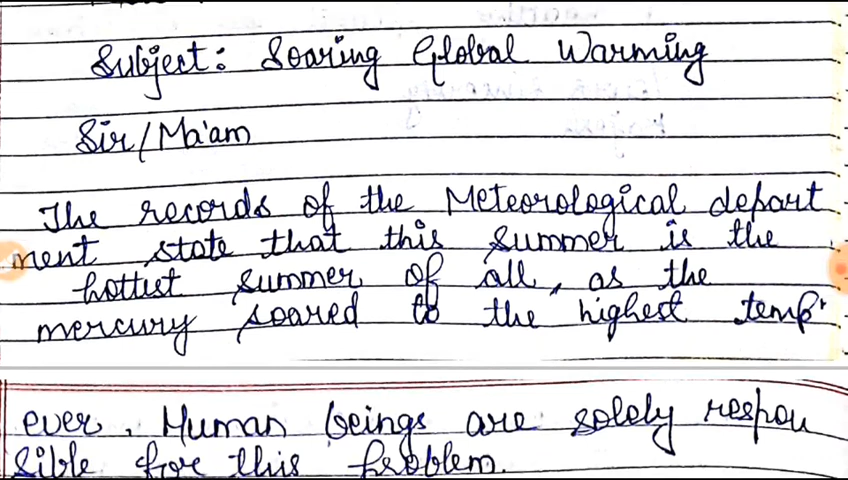 Subject: Soaring Global Warming
Sir/Ma'am
The records of the Meteorological depart
ment state that this summer is the
hottest summer of all, as the
mercury soared to the highest tempr
ever. Human beings are solely respon
sible for this problem.